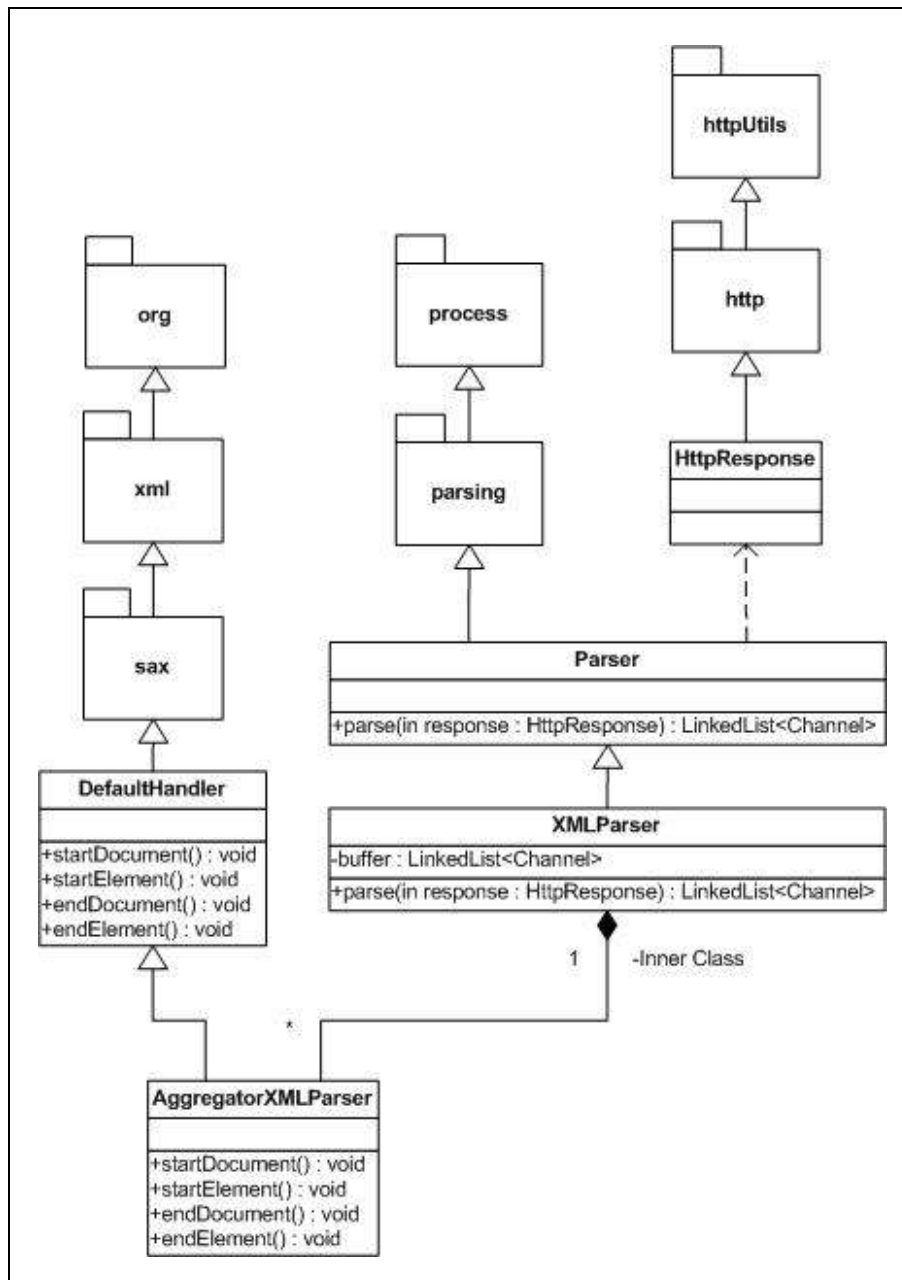 httpUtils
org
process
http
xml
parsing
HttpResponse
sax
Parser
+parse(in response : HttpResponse) : LinkedList<Channel>
DefaultHandler
+startDocument() : void
+startElement() : void
+endDocument() : void
+endElement() : void
XMLParser
-buffer : LinkedList<Channel>
+parse(in response : HttpResponse) : LinkedList<Channel>
1
-Inner Class
*
AggregatorXMLParser
+startDocument() : void
+startElement() : void
+endDocument() : void
+endElement() : void